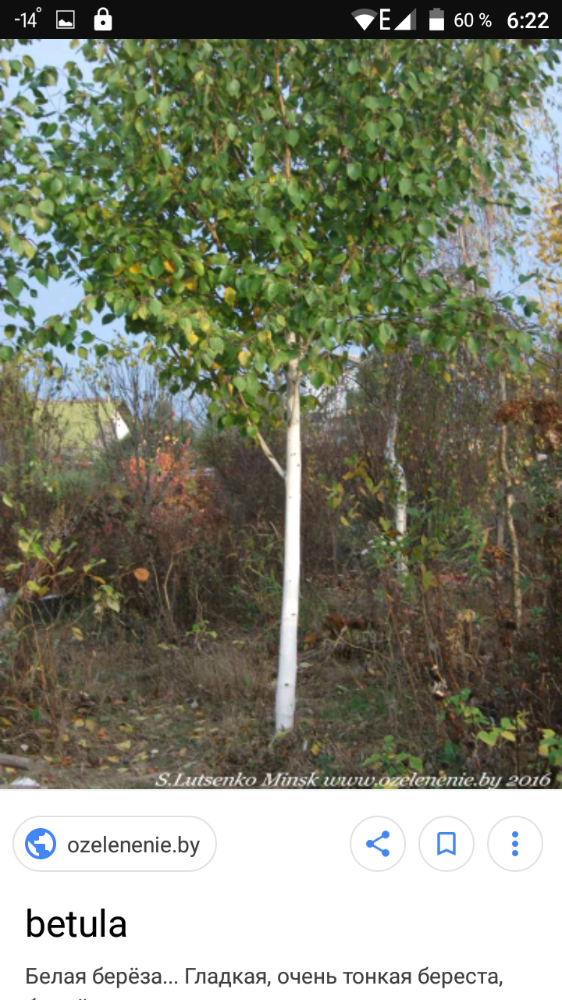 -14° E 60 % 6:22
S.Lutsenko Minsk www.ozelenenie.by 2016
ozelenenie.by
betula
Белая берёза... Гладкая, очень тонкая береста,